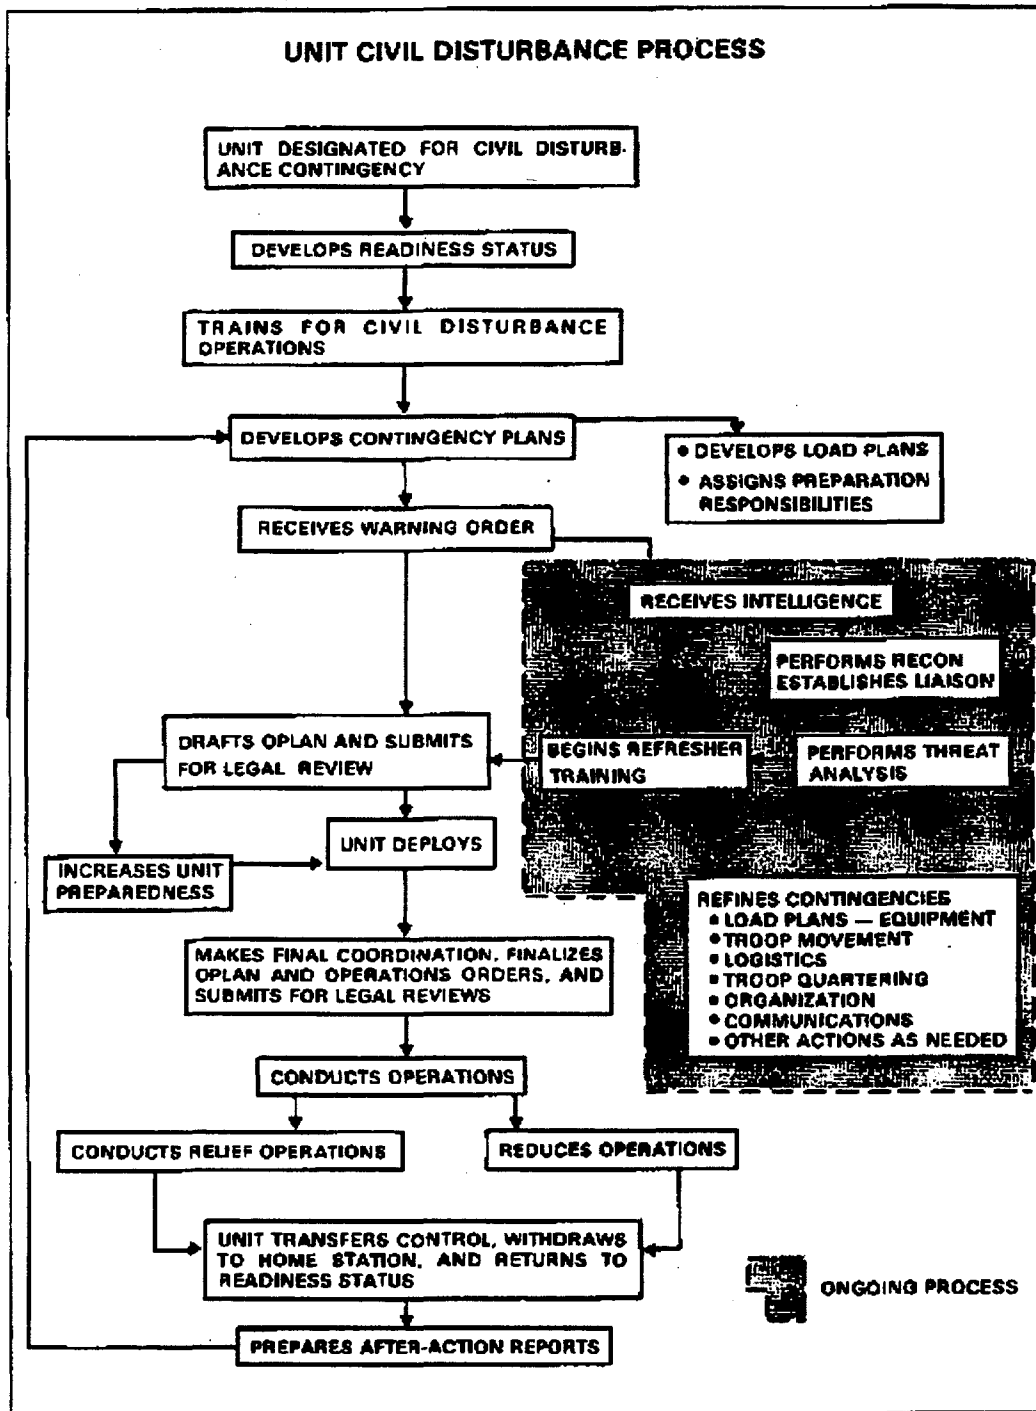 UNIT CIVIL DISTURBANCE PROCESS
UNIT DESIGNATED FOR CIVIL DISTURB-
ANCE CONTINGENCY
DEVELOPS READINESS STATUS
TRAINS FOR CIVIL DISTURBANCE
OPERATIONS
DEVELOPS CONTINGENCY PLANS
• DEVELOPS LOAD PLANS
• ASSIGNS PREPARATION
RESPONSIBILITIES
RECEIVES WARNING ORDER
RECEIVES INTELLIGENCE
PERFORMS RECON
ESTABLISHES LIAISON
PERFORMS THREAT
ANALYSIS
BEGINS REFRESHER
TRAINING
DRAFTS OPLAN AND SUBMITS
FOR LEGAL REVIEW
UNIT DEPLOYS
INCREASES UNIT
PREPAREDNESS
REFINES CONTINGENCIES
• LOAD PLANS — EQUIPMENT
• TROOP MOVEMENT
• LOGISTICS
• TROOP QUARTERING
• ORGANIZATION
• COMMUNICATIONS
• OTHER ACTIONS AS NEEDED
MAKES FINAL COORDINATION, FINALIZES
OPLAN AND OPERATIONS ORDERS, AND
SUBMITS FOR LEGAL REVIEWS
CONDUCTS OPERATIONS
CONDUCTS RELIEF OPERATIONS
REDUCES OPERATIONS
UNIT TRANSFERS CONTROL, WITHDRAWS
TO HOME STATION, AND RETURNS TO
READINESS STATUS
ONGOING PROCESS
PREPARES AFTER-ACTION REPORTS